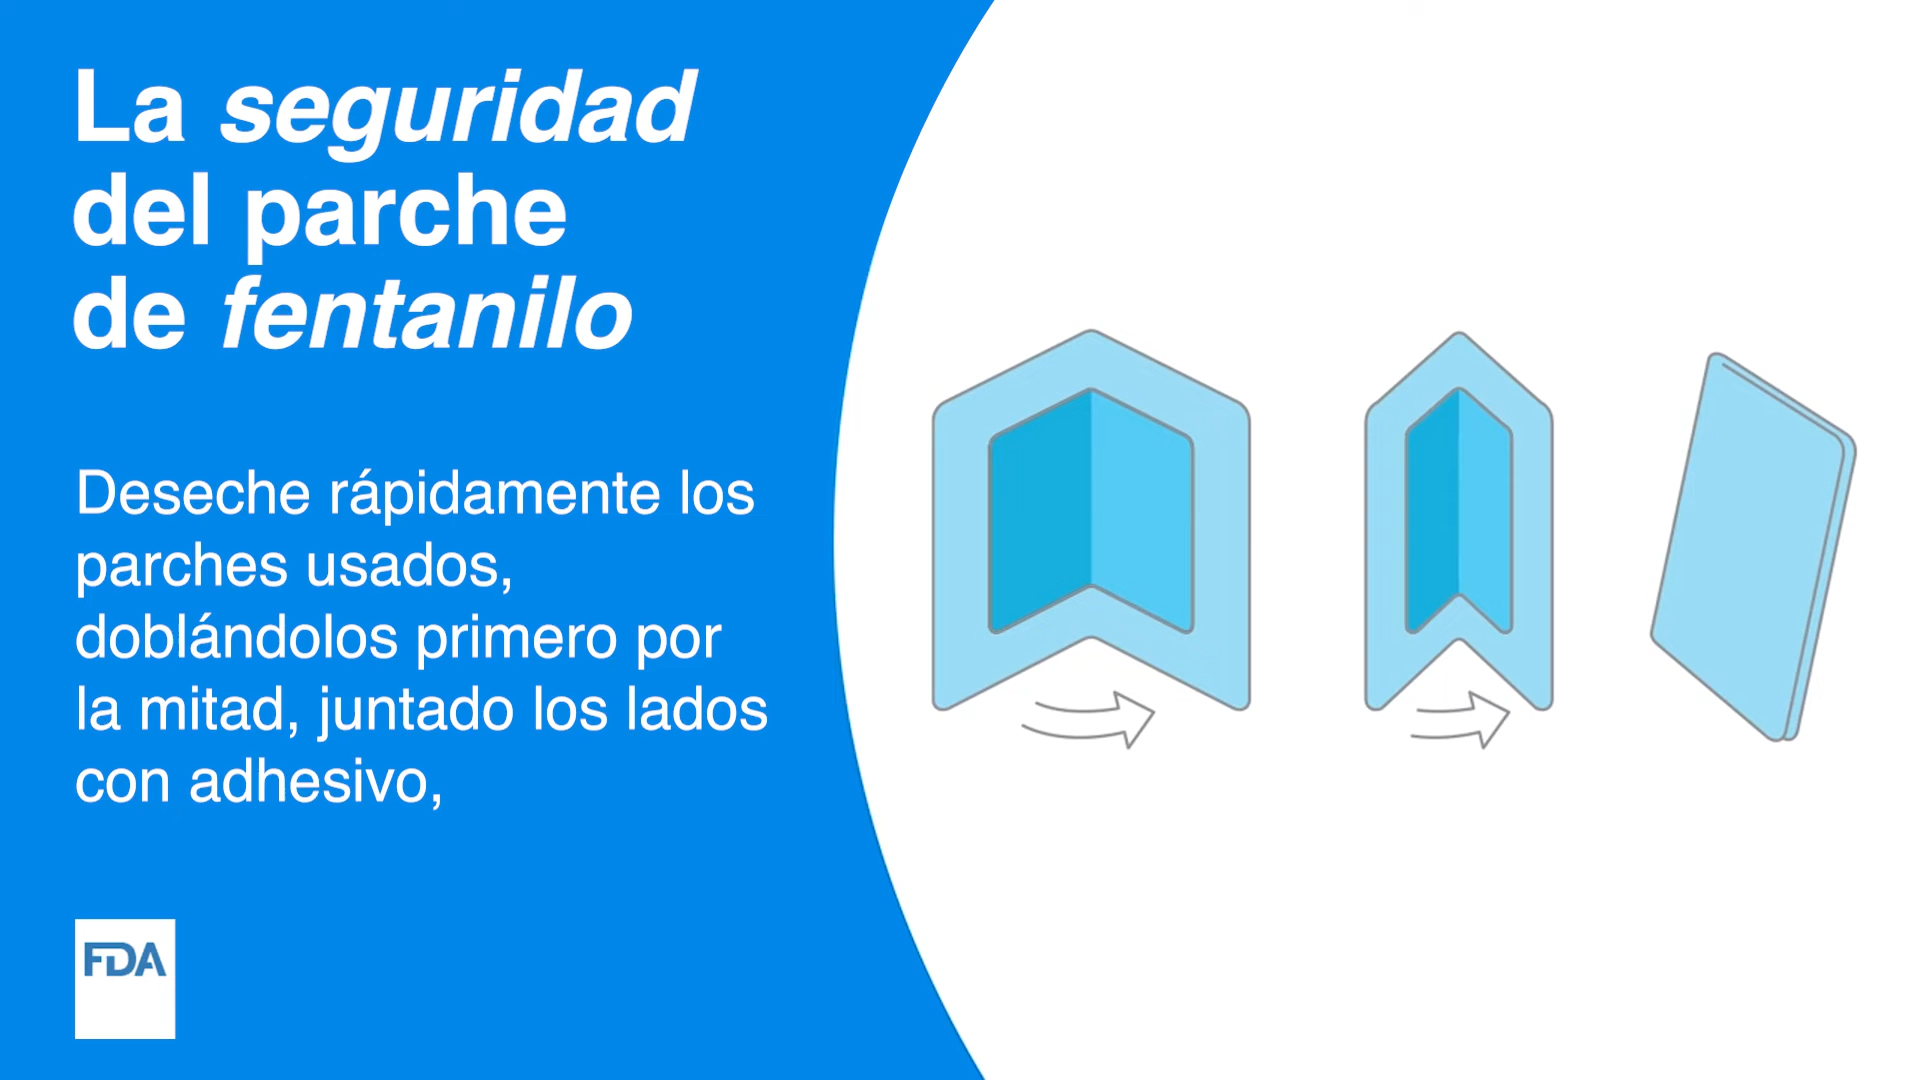 La seguridad
del parche
de fentanilo
Deseche rápidamente los
parches usados,
doblándolos primero por
la mitad, juntado los lados
con adhesivo,
FDA